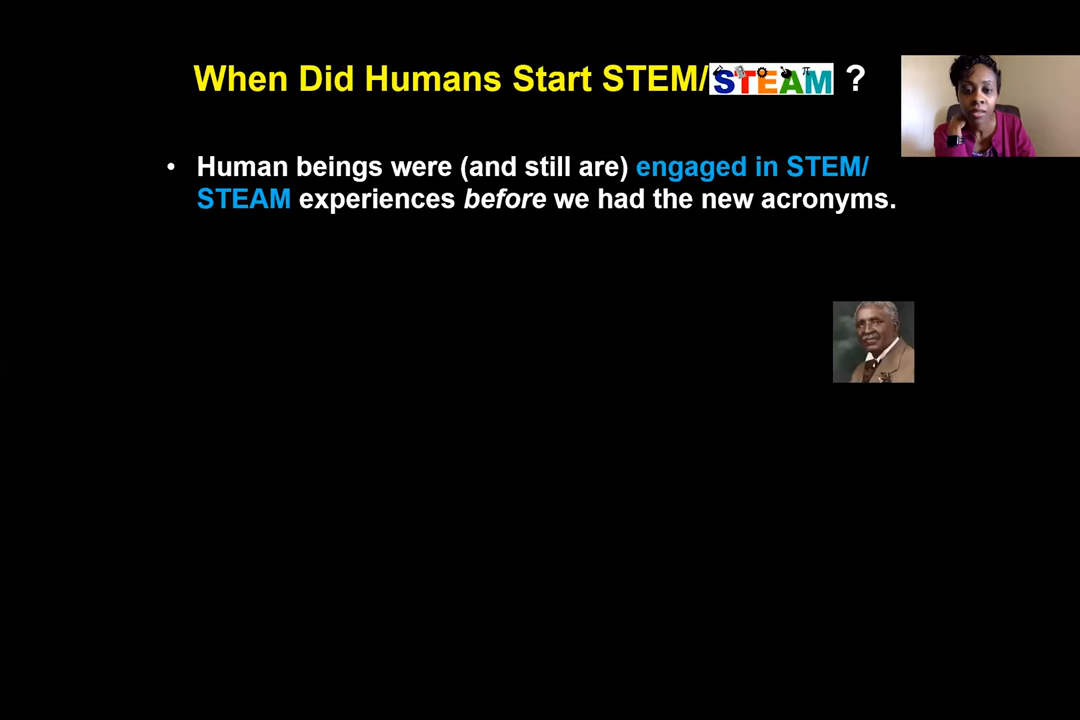 When Did Humans Start STEM/STEAM ?
• Human beings were (and still are) engaged in STEM/
STEAM experiences before we had the new acronyms.